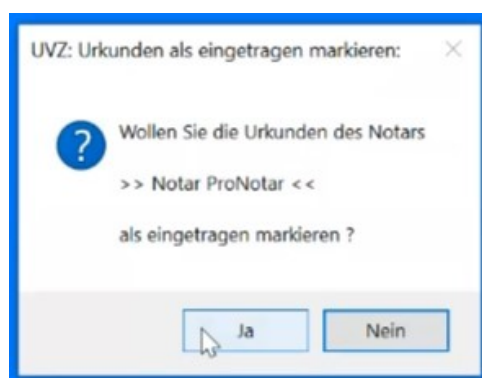 UVZ: Urkunden als eingetragen markieren:
Wollen Sie die Urkunden des Notars
>> Notar ProNotar <<
als eingetragen markieren ?
Ja
Nein